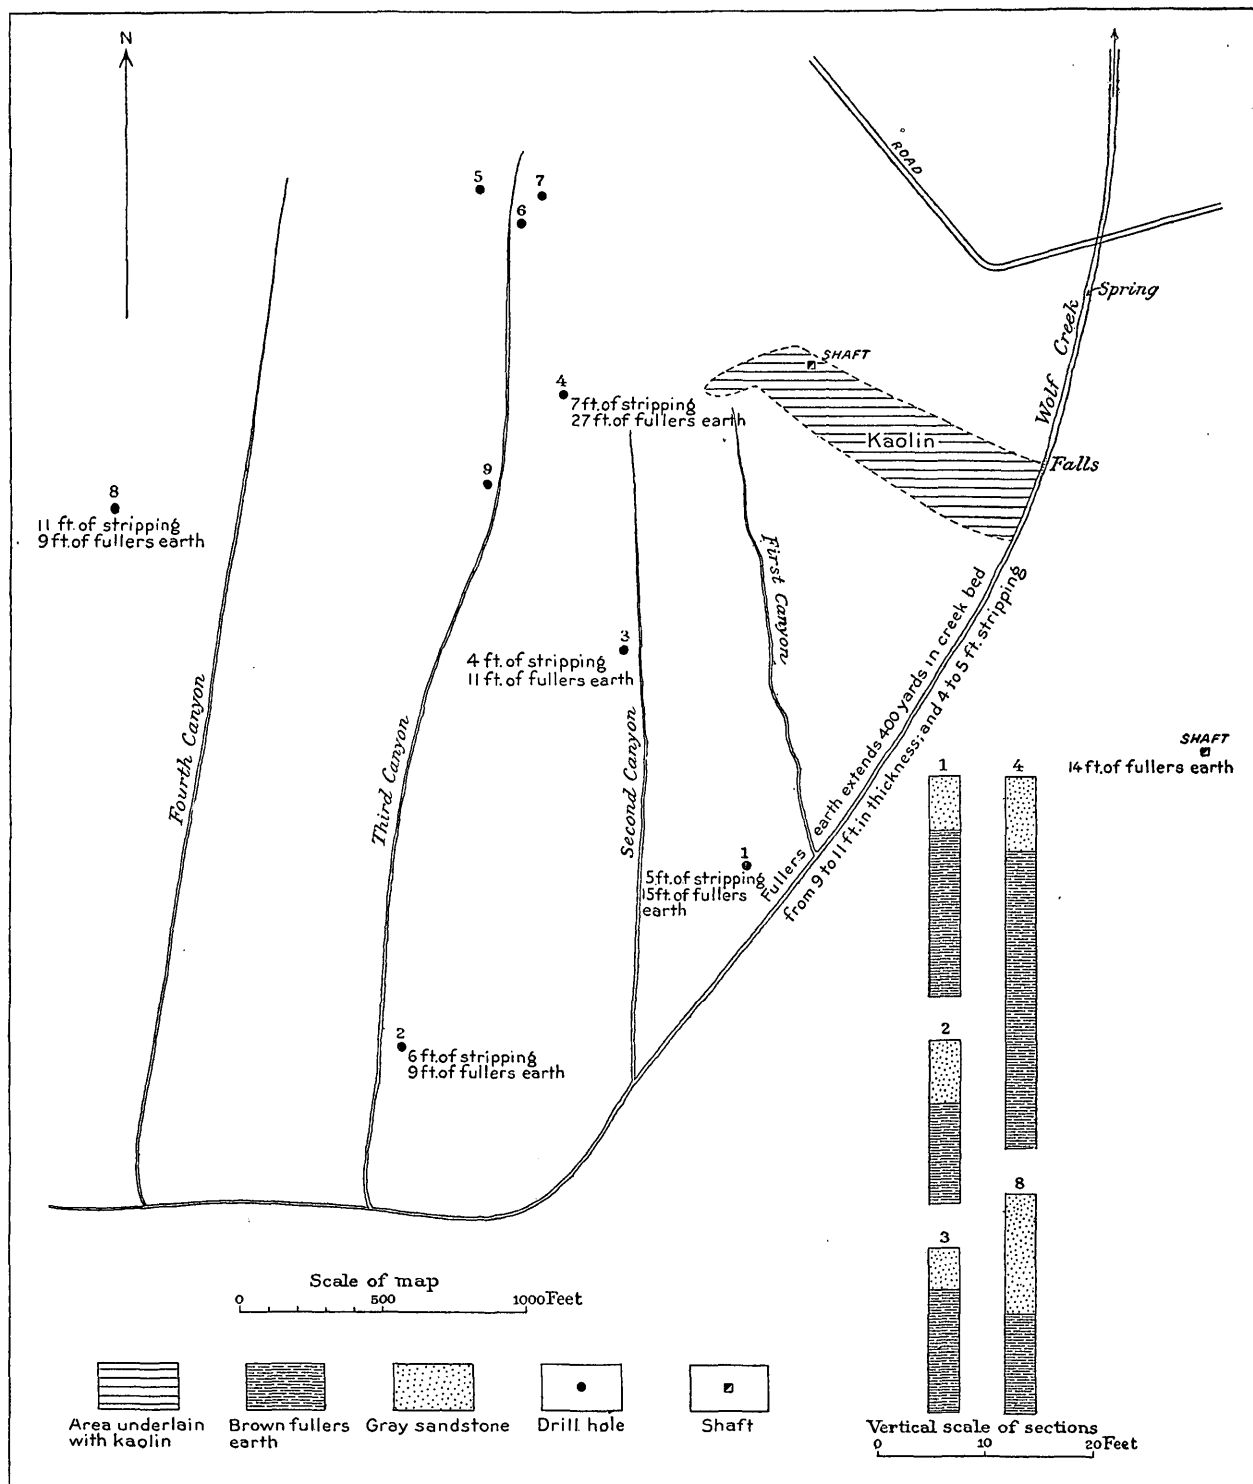 N
5
7
6
ROAD
Spring
Wolf Creek
SHAFT
4
7 ft. of stripping
27 ft. of fullers earth
Kaolin
Falls
9
8
11 ft. of stripping
9 ft. of fullers earth
First Canyon
3
4 ft. of stripping
11 ft. of fullers earth
Fullers earth extends 400 yards in creek bed
from 9 to 11 ft. in thickness; and 4 to 5 ft. stripping
Fourth Canyon
Third Canyon
Second Canyon
SHAFT
14 ft. of fullers earth
1
5 ft. of stripping
15 ft. of fullers
earth
2
6 ft. of stripping
9 ft. of fullers earth
1
4
2
8
3
Scale of map
0 500 1000 Feet
Area underlain
with kaolin
Brown fullers
earth
Gray sandstone
Drill hole
Shaft
Vertical scale of sections
0 10 20 Feet